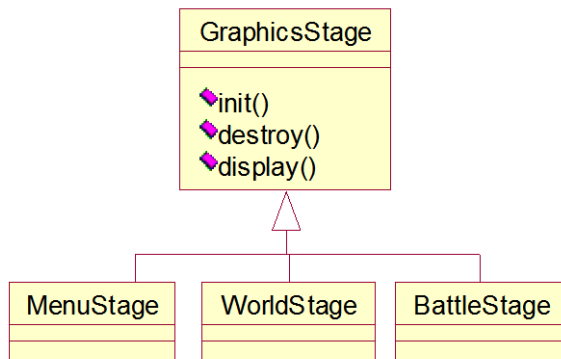 GraphicsStage
init()
destroy()
display()
MenuStage
WorldStage
BattleStage